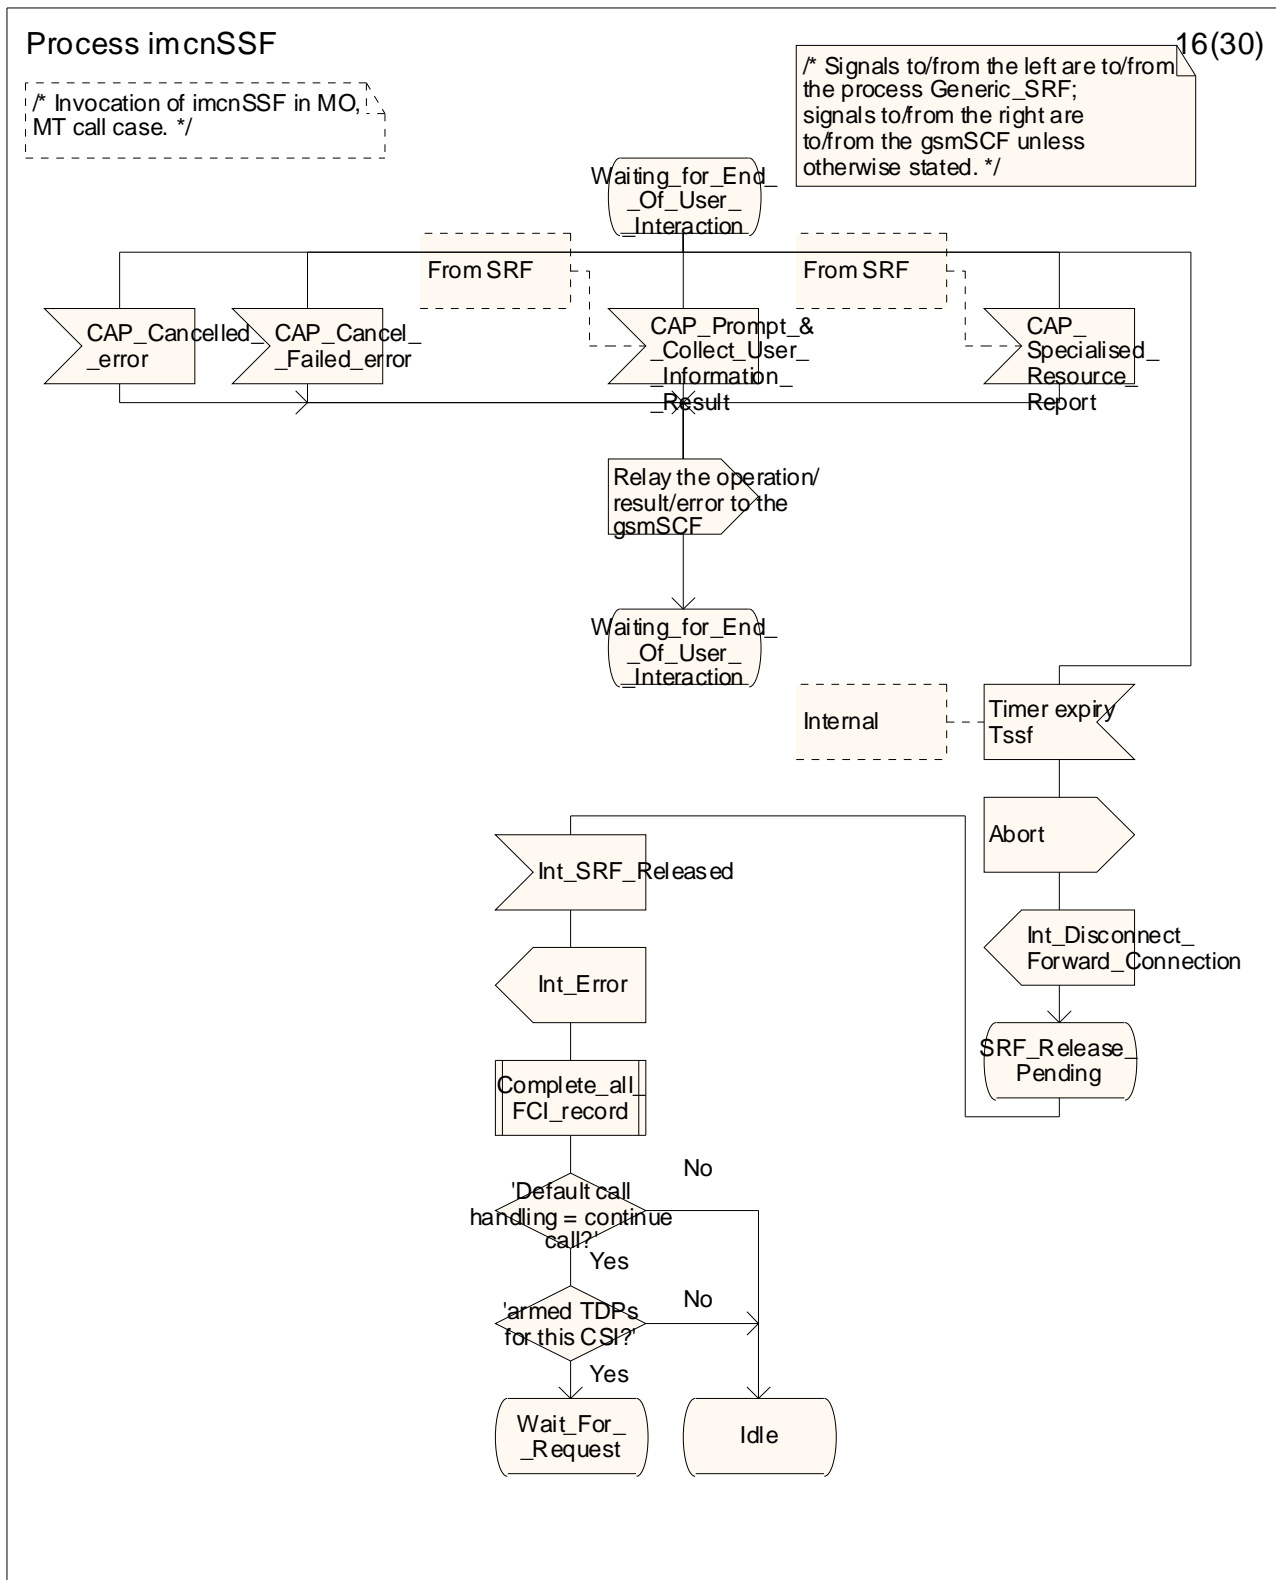 Process imcnSSF
16(30)
/* Invocation of imcnSSF in MO,
MT call case. */
/* Signals to/from the left are to/from
the process Generic_SRF;
signals to/from the right are
to/from the gsmSCF unless
otherwise stated. */
Waiting_for_End_
_Of_User_
_Interaction
From SRF
From SRF
CAP_Cancelled_
_error
CAP_Cancel_
_Failed_error
CAP_Prompt_&
_Collect_User_
_Information_
_Result
CAP_
Specialised_
Resource_
Report
Relay the operation/
result/error to the
gsmSCF
Waiting_for_End_
_Of_User_
_Interaction
Internal
Timer expiry
Tssf
Abort
Int_SRF_Released
Int_Disconnect_
Forward_Connection
Int_Error
SRF_Release_
Pending
Complete_all_
FCI_record
No
'Default call
handling = continue
call?'
Yes
No
'armed TDPs
for this CSI?'
Yes
Wait_For_
_Request
Idle